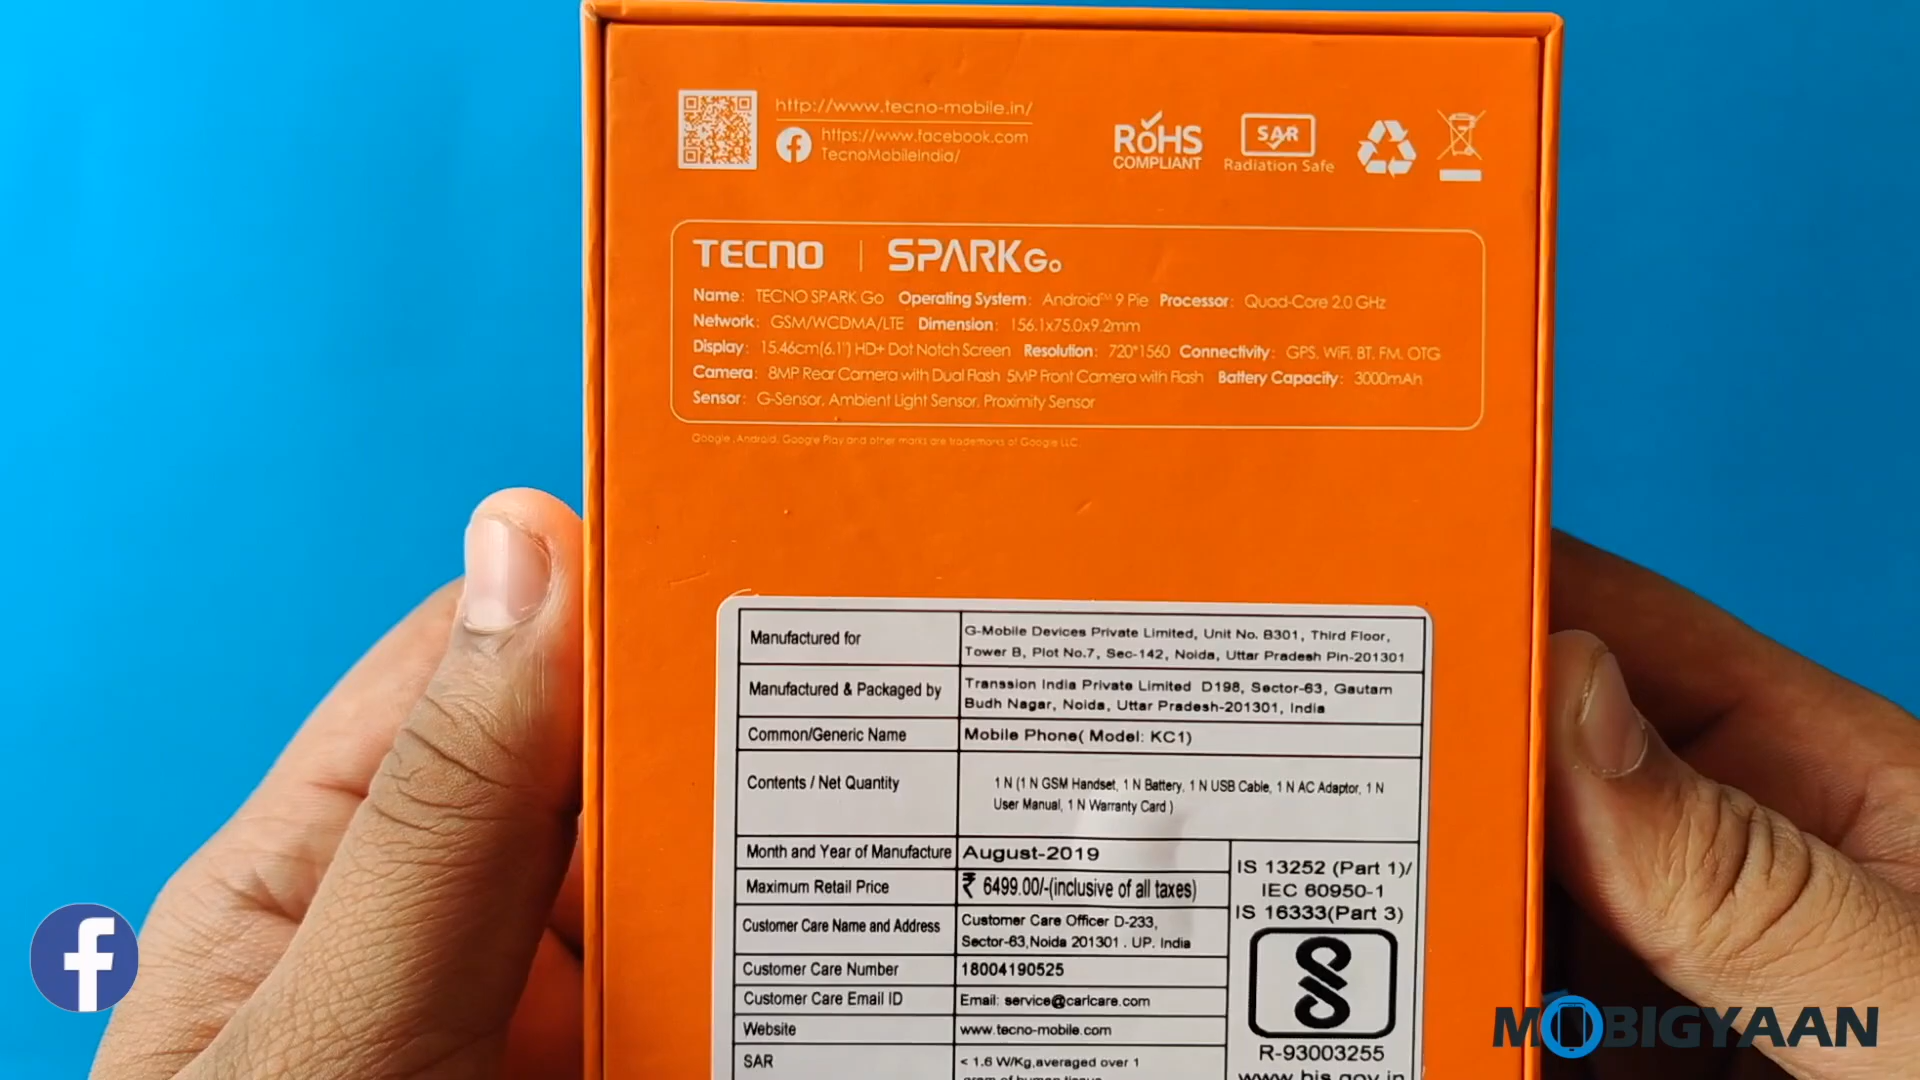 http://www.tecno-mobile.in/
https://www.facebook.com
TecnoMobileIndia/
RoHS
COMPLIANT
SAR
Radiation Safe
TECNO | SPARK Go
Name: TECNO SPARK Go Operating System: Android™ 9 Pie Processor: Quad-Core 2.0 GHz
Network: GSM/WCDMA/LTE Dimension: 156.1x75.0x9.2mm
Display: 15.46cm(6.1") HD+ Dot Notch Screen Resolution: 720*1560 Connectivity: GPS, WiFi, BT, FM, OTG
Camera: 8MP Rear Camera with Dual Flash 5MP Front Camera with Flash Battery Capacity: 3000mAh
Sensor: G-Sensor, Ambient Light Sensor, Proximity Sensor
Google, Android, Google Play and other marks are trademarks of Google LLC.
Manufactured for
G-Mobile Devices Private Limited, Unit No. B301, Third Floor,
Tower B, Plot No.7, Sec-142, Noida, Uttar Pradesh Pin-201301
Manufactured & Packaged by
Transsion India Private Limited D198, Sector-63, Gautam
Budh Nagar, Noida, Uttar Pradesh-201301, India
Common/Generic Name
Mobile Phone( Model: KC1)
Contents / Net Quantity
1 N (1 N GSM Handset, 1 N Battery, 1 N USB Cable, 1 N AC Adaptor, 1 N
User Manual, 1 N Warranty Card )
Month and Year of Manufacture
August-2019
Maximum Retail Price
₹ 6499.00/-(inclusive of all taxes)
Customer Care Name and Address
Customer Care Officer D-233,
Sector-63,Noida 201301 . UP. India
Customer Care Number
18004190525
Customer Care Email ID
Email: service@carlcare.com
Website
www.tecno-mobile.com
SAR
< 1.6 W/Kg,averaged over 1
IS 13252 (Part 1)/
IEC 60950-1
IS 16333(Part 3)
R-93003255
www.bis.gov.in
f
MOBIGYAAN